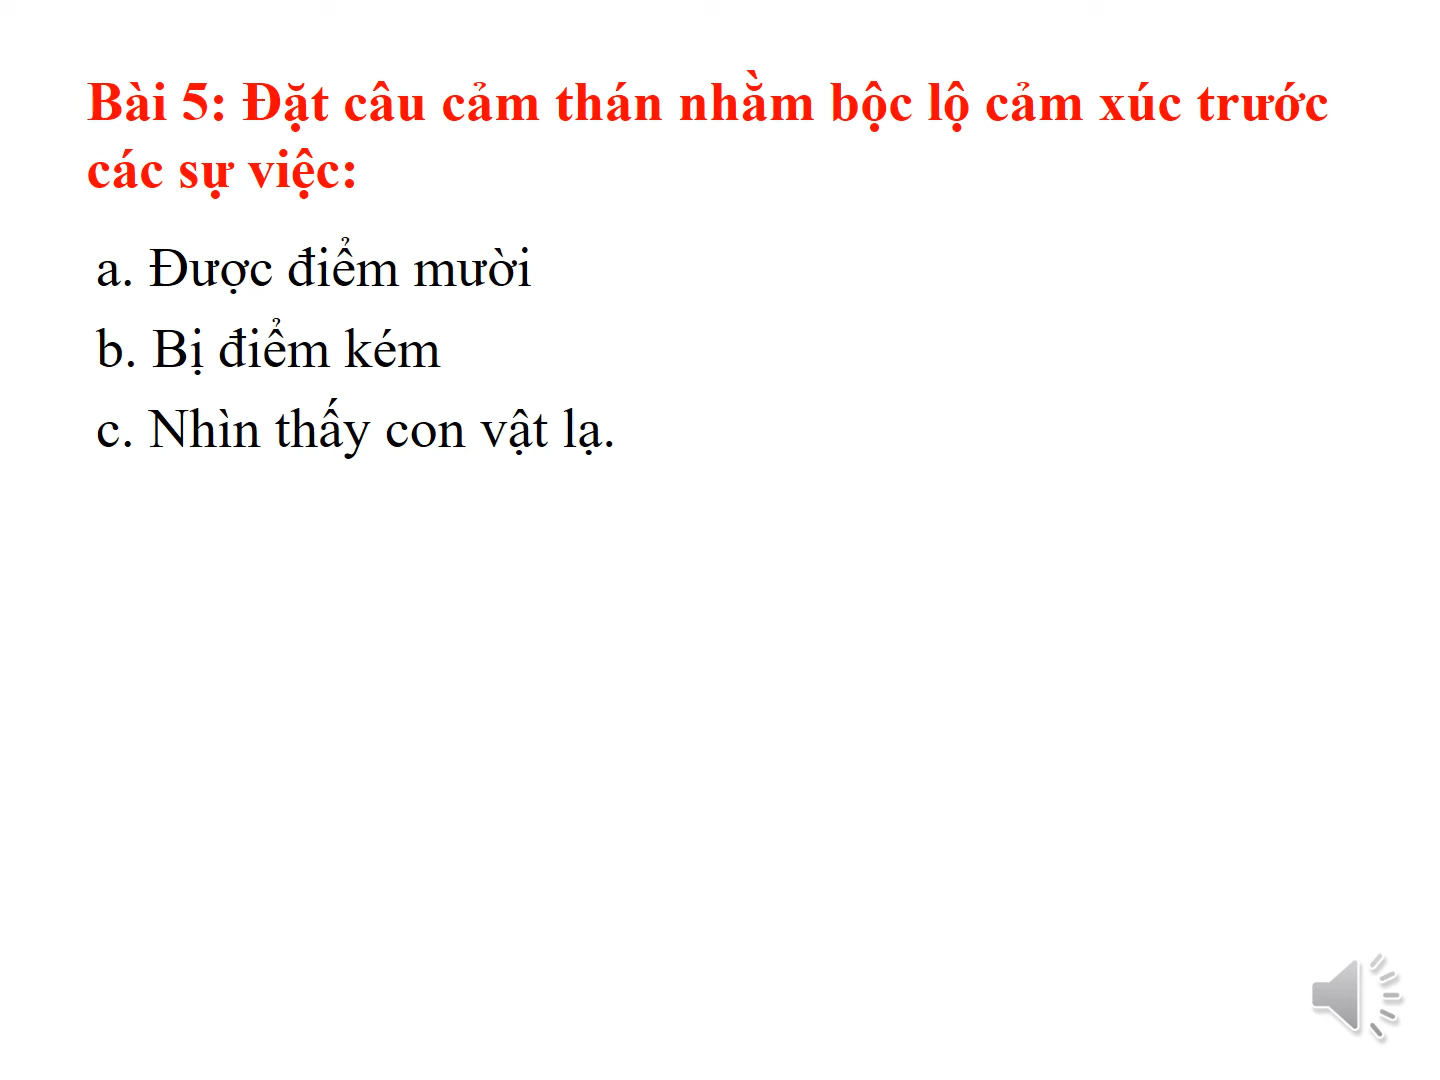 Bài 5: Đặt câu cảm thán nhằm bộc lộ cảm xúc trước
các sự việc:
a. Được điểm mười
b. Bị điểm kém
c. Nhìn thấy con vật lạ.